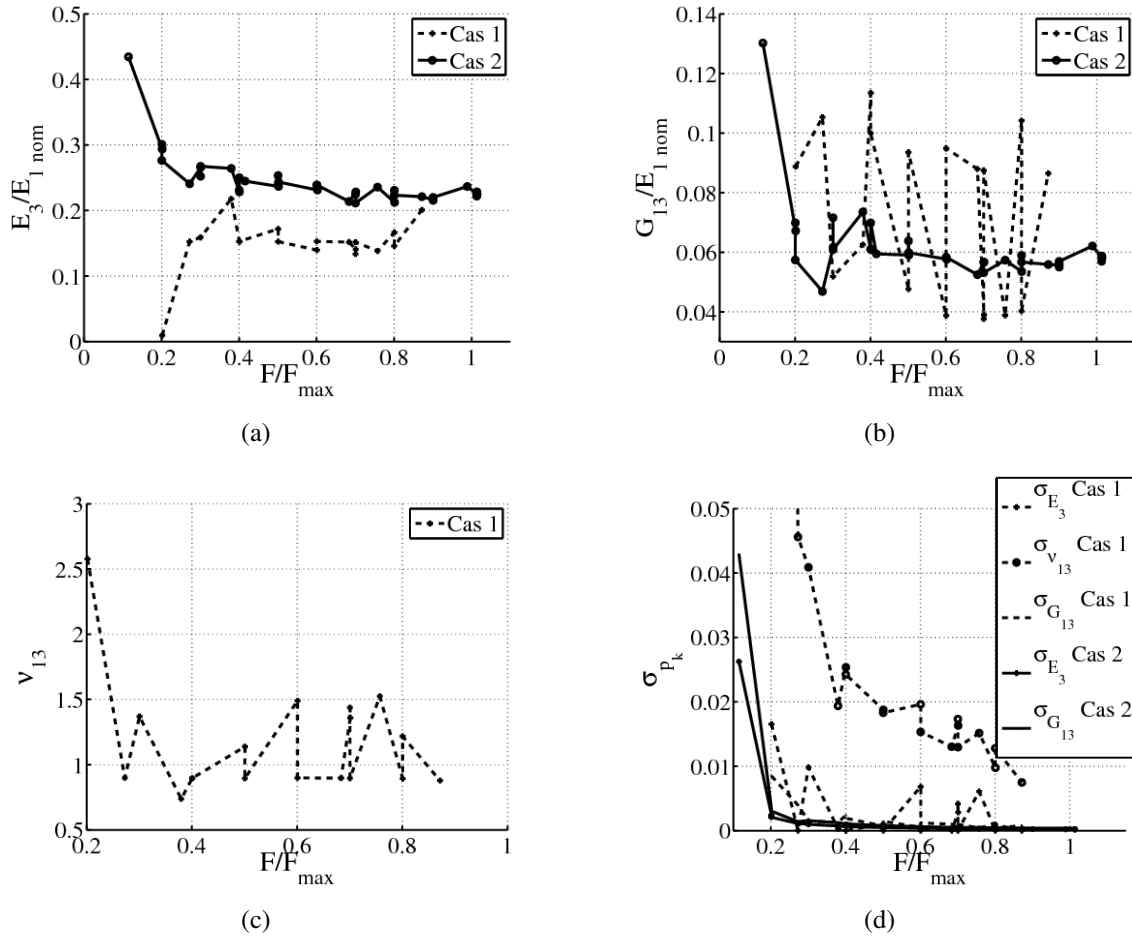 0.5
0.4
0.3
0.2
0.1
0
E3/E1 nom
Cas 1
Cas 2
0 0.2 0.4 0.6 0.8 1
F/Fmax
(a)
0.14
0.12
0.1
0.08
0.06
0.04
G13/E1 nom
Cas 1
Cas 2
0 0.2 0.4 0.6 0.8 1
F/Fmax
(b)
3
2.5
2
1.5
1
0.5
ν13
Cas 1
0.2 0.4 0.6 0.8 1
F/Fmax
(c)
0.05
0.04
0.03
0.02
0.01
0
σpk
σE3 Cas 1
σν13 Cas 1
σG13 Cas 1
σE3 Cas 2
σG13 Cas 2
0.2 0.4 0.6 0.8 1
F/Fmax
(d)